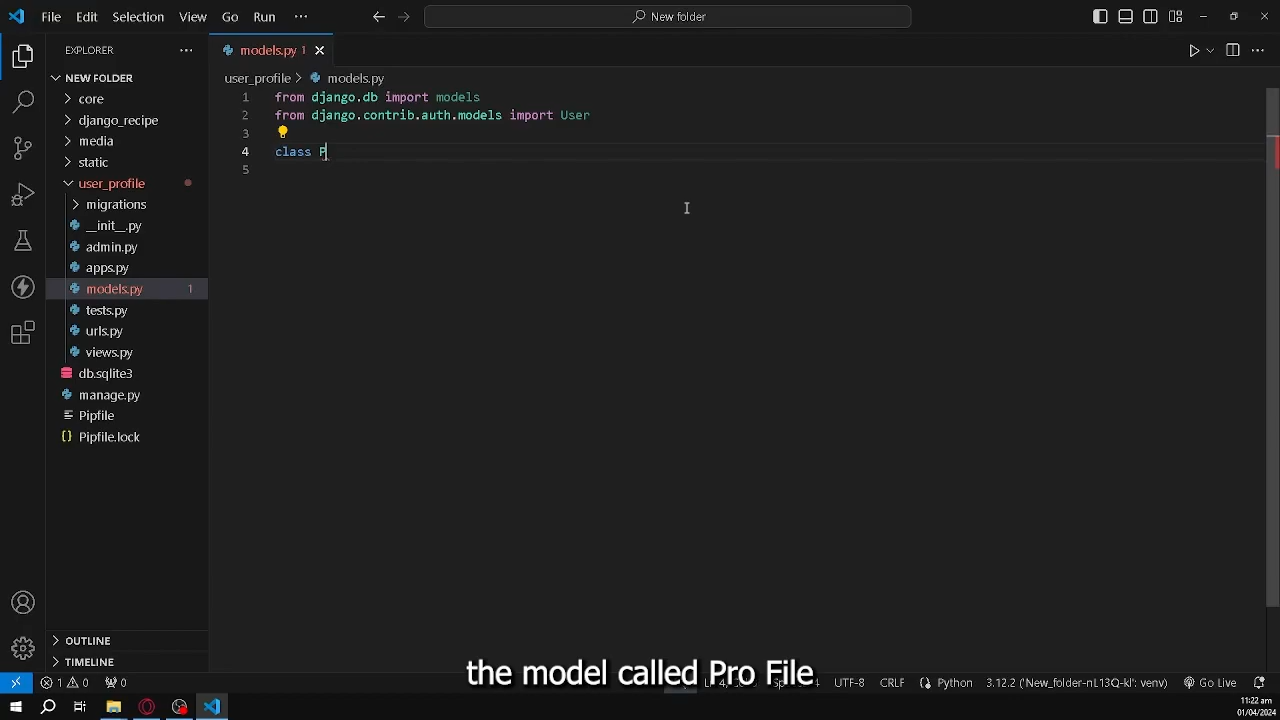 File Edit Selection View Go Run ··· New folder
EXPLORER ···
NEW FOLDER
core
django_recipe
media
static
user_profile
migrations
__init__.py
admin.py
apps.py
models.py 1
tests.py
urls.py
views.py
db.sqlite3
manage.py
Pipfile
Pipfile.lock
OUTLINE
TIMELINE
models.py 1
user_profile > models.py
1 from django.db import models
2 from django.contrib.auth.models import User
3
4 class P
5
the model called Pro File
1 0 0 UTF-8 CRLF Python 3.12.2 ('New_folder-nL13Q-kl': venv) Go Live
11:22 am
01/04/2024